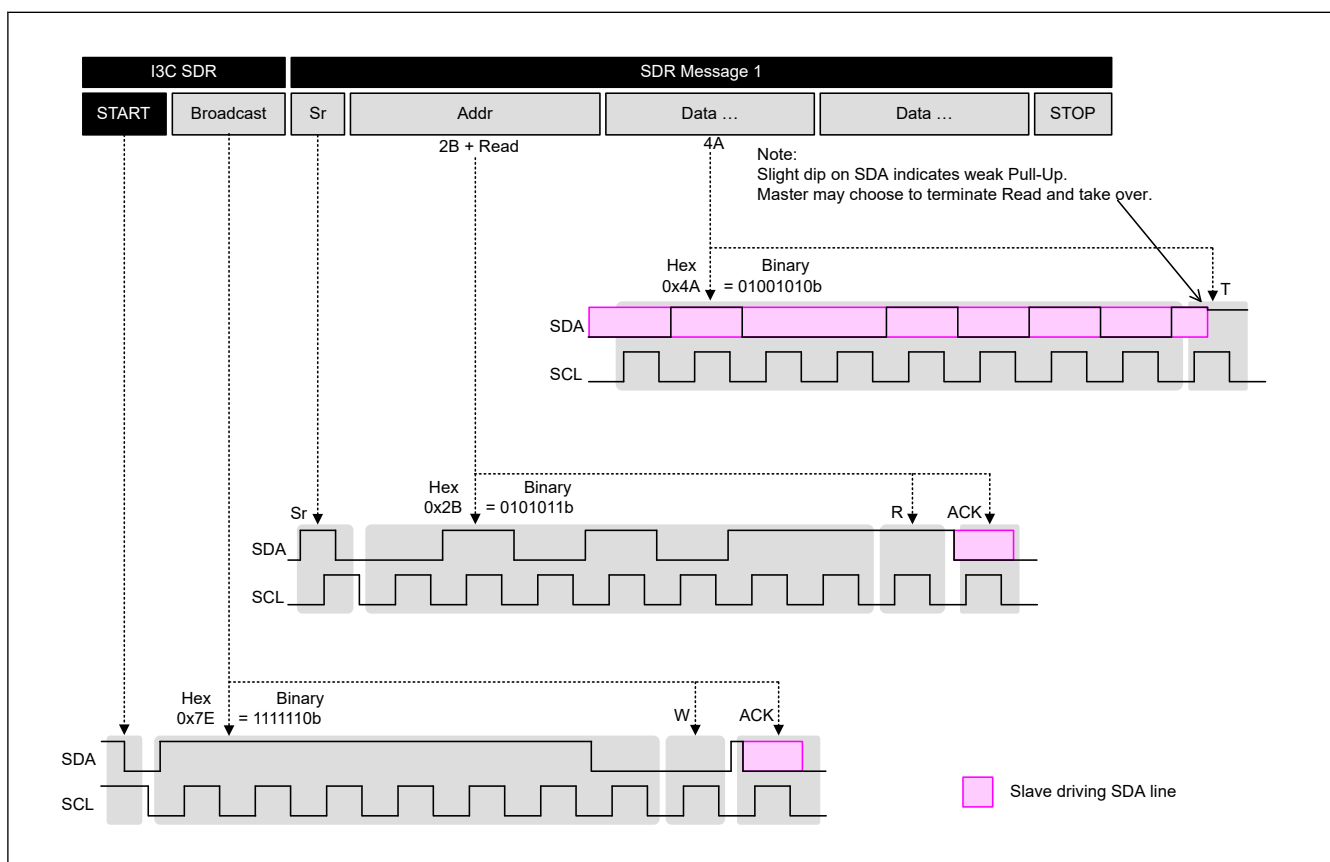 I3C SDR
SDR Message 1
START
Broadcast
Sr
Addr
Data …
Data …
STOP
2B + Read
4A
Note:
Slight dip on SDA indicates weak Pull-Up.
Master may choose to terminate Read and take over.
Hex
Binary
0x4A
= 01001010b
T
SDA
SCL
Hex
Binary
0x2B
= 0101011b
Sr
R
ACK
SDA
SCL
Hex
Binary
0x7E
= 1111110b
W
ACK
SDA
SCL
Slave driving SDA line